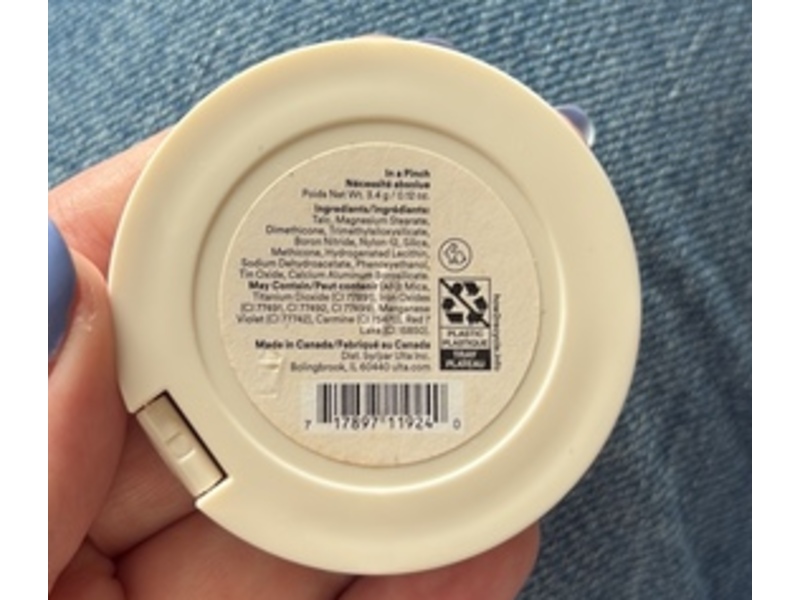 In a Pinch
Nécessité absolue
Poids Net Wt. 3.4 g / 0.12 oz.
Ingredients/Ingrédients:
Talc, Magnesium Stearate,
Dimethicone, Trimethylsiloxysilicate,
Boron Nitride, Nylon-12, Silica,
Methicone, Hydrogenated Lecithin,
Sodium Dehydroacetate, Phenoxyethanol,
Tin Oxide, Calcium Aluminum Borosilicate.
May Contain/Peut contenir (+/-): Mica,
Titanium Dioxide (CI 77891), Iron Oxides
(CI 77491, CI 77492, CI 77499), Manganese
Violet (CI 77742), Carmine (CI 75470), Red 7
Lake (CI 15850).
Made in Canada/Fabriqué au Canada
Dist. by/par Ulta Inc.
Bolingbrook, IL 60440 ulta.com
how2recycle.info
PLASTIC
PLASTIQUE
TRAY
PLATEAU
7 17897 11924 0